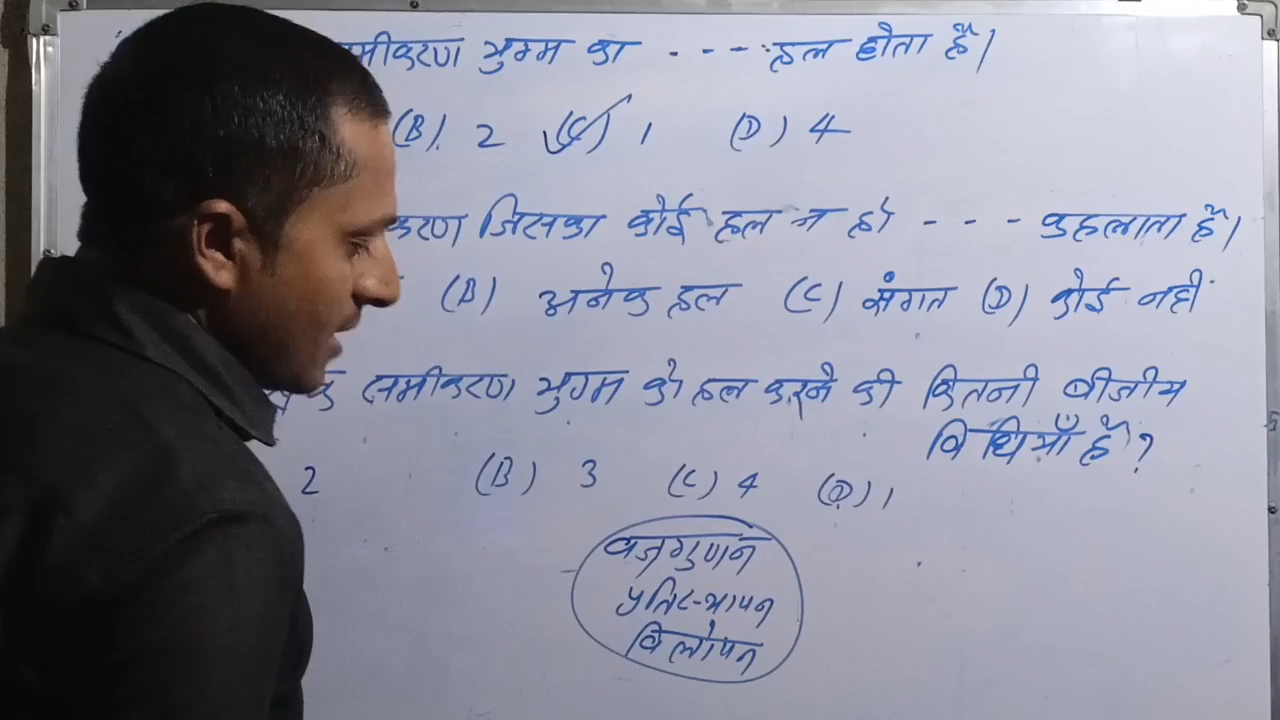 समीकरण युग्म का - - - हल होता है।
(B) 2 (C) 1 (D) 4
करण जिसका कोई हल न हो - - - कहलाता है।
(B) अनेक हल (C) संगत (D) कोई नहीं
के समीकरण युग्म को हल करने की कितनी बीजीय
विधियाँ हैं ?
2 (B) 3 (C) 4 (D) 1
वज्रगुणन
प्रतिस्थापन
विलोपन